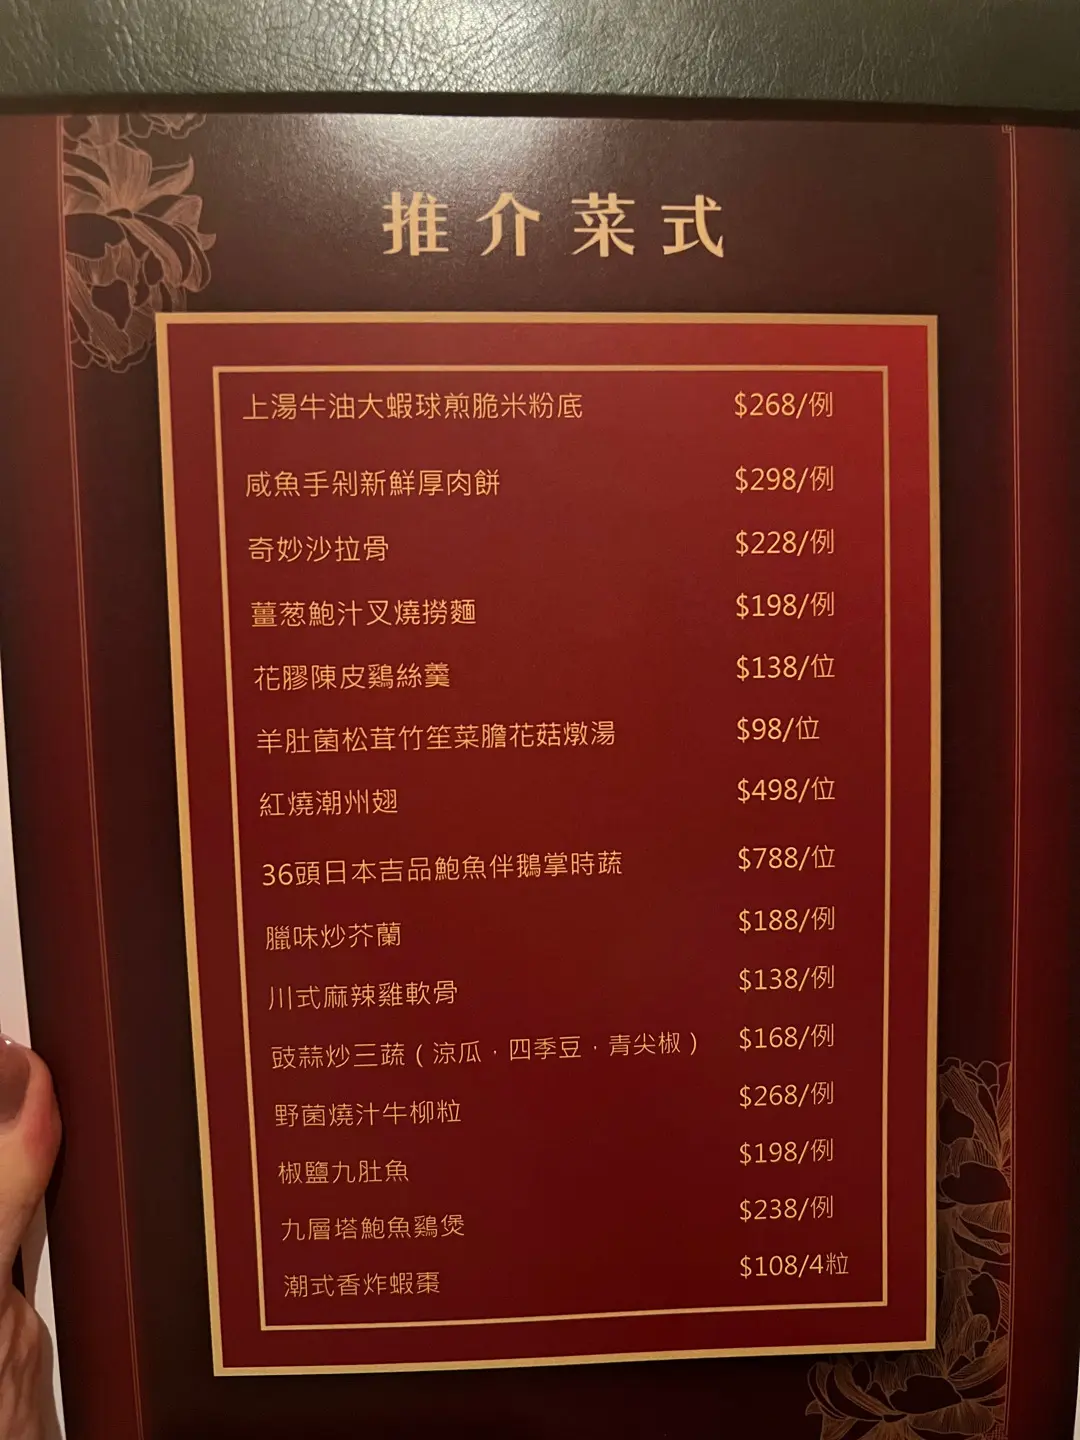 推介菜式
上湯牛油大蝦球煎脆米粉底 $268/例
咸魚手剁新鮮厚肉餅 $298/例
奇妙沙拉骨 $228/例
薑葱鮑汁叉燒撈麵 $198/例
花膠陳皮鷄絲羹 $138/位
羊肚菌松茸竹笙菜膽花菇燉湯 $98/位
紅燒潮州翅 $498/位
36頭日本吉品鮑魚伴鵝掌時蔬 $788/位
臘味炒芥蘭 $188/例
川式麻辣雞軟骨 $138/例
豉蒜炒三蔬（涼瓜．四季豆．青尖椒） $168/例
野菌燒汁牛柳粒 $268/例
椒鹽九肚魚 $198/例
九層塔鮑魚鷄煲 $238/例
潮式香炸蝦棗 $108/4粒